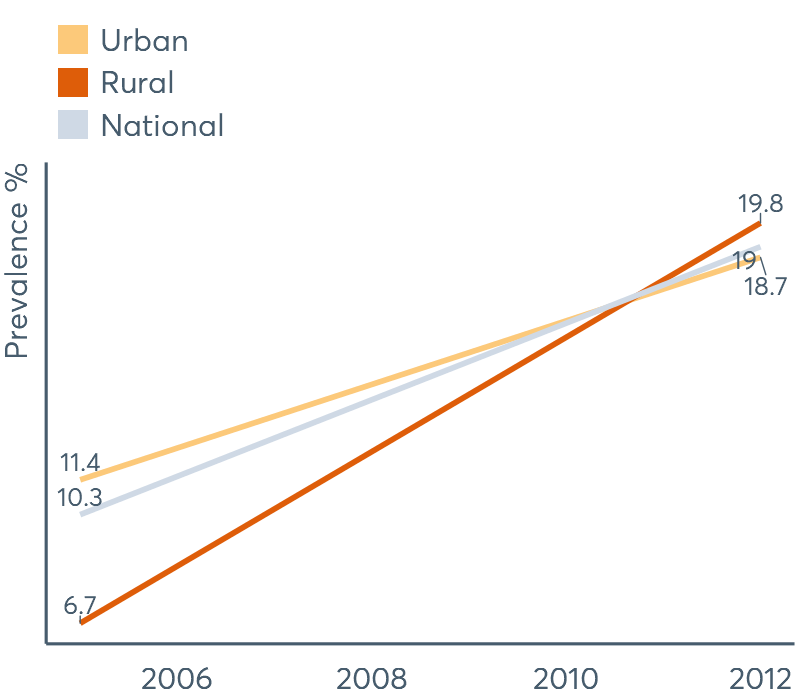 Urban
Rural
National
Prevalence %
19.8
19
18.7
11.4
10.3
6.7
2006
2008
2010
2012